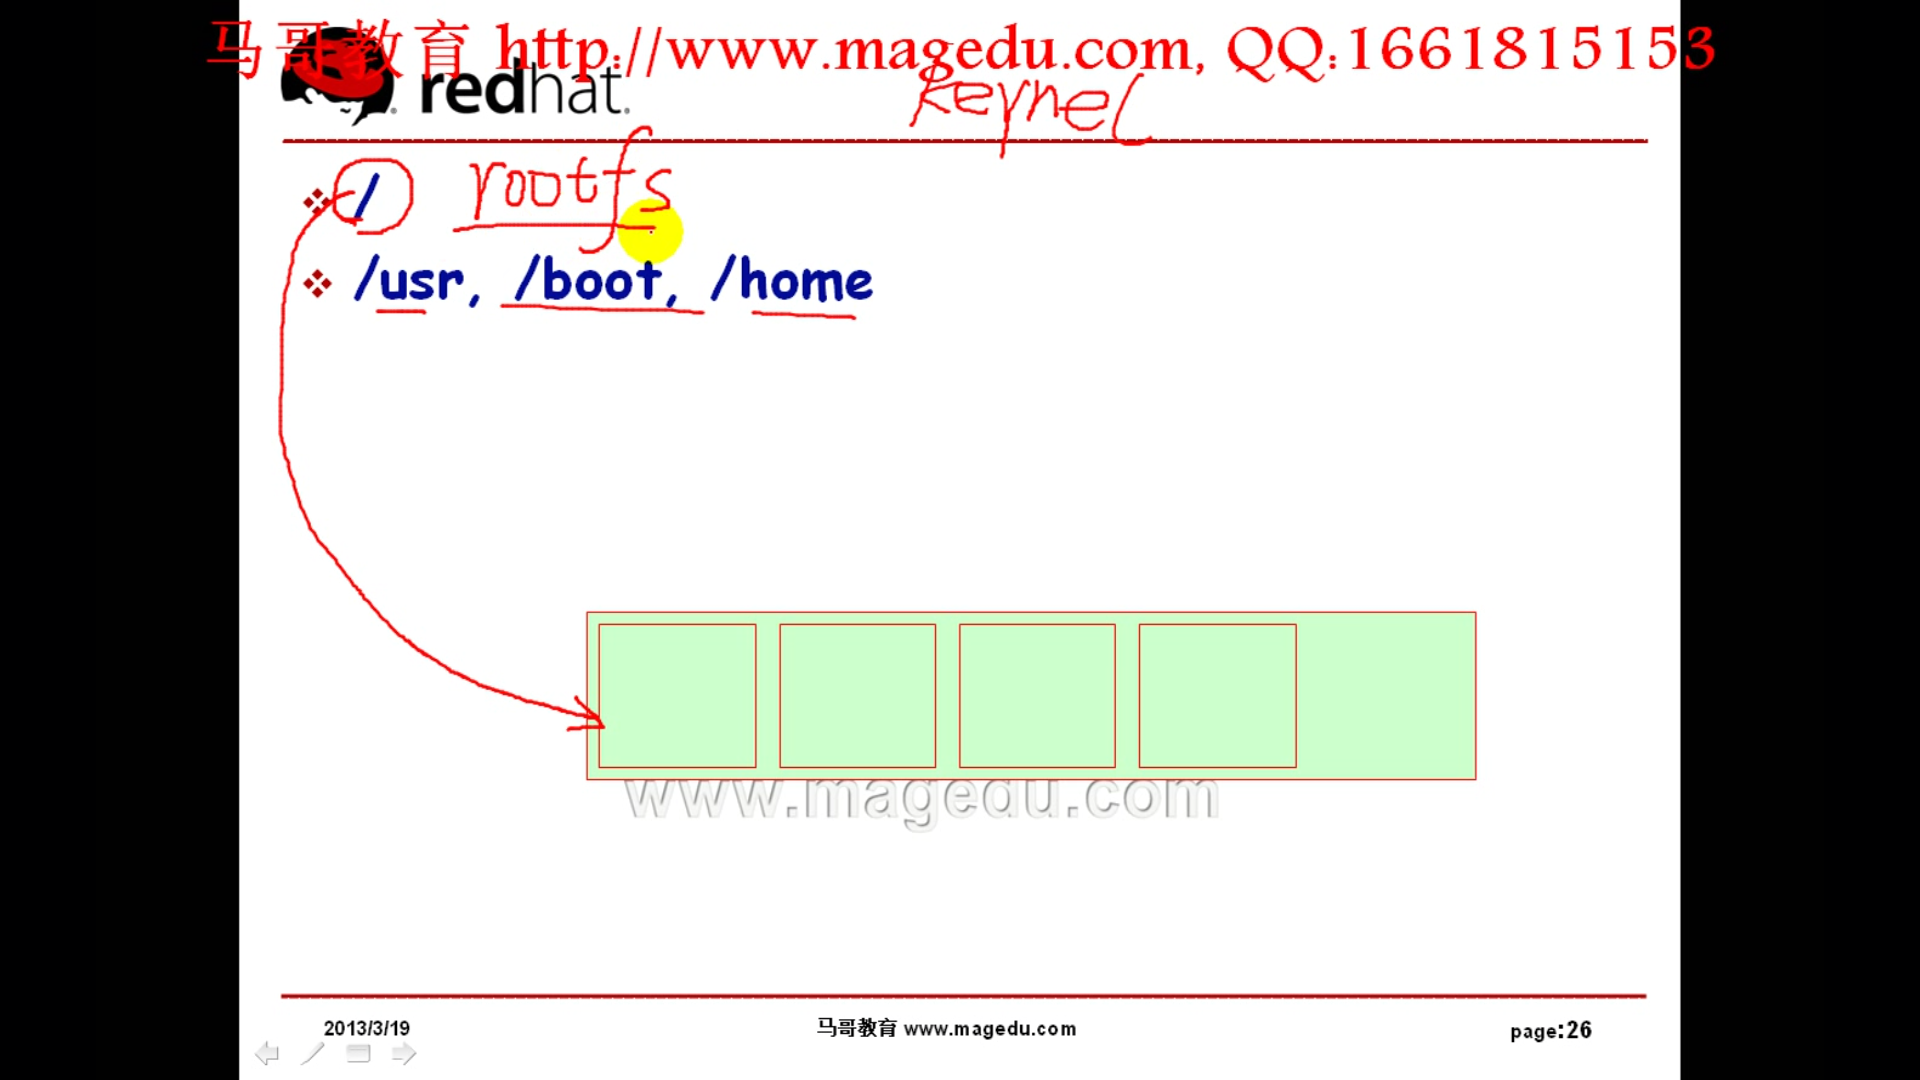 马哥教育 http://www.magedu.com, QQ:1661815153
redhat.
kernel
/ rootfs
/usr, /boot, /home
www.magedu.com
2013/3/19 马哥教育 www.magedu.com page:26